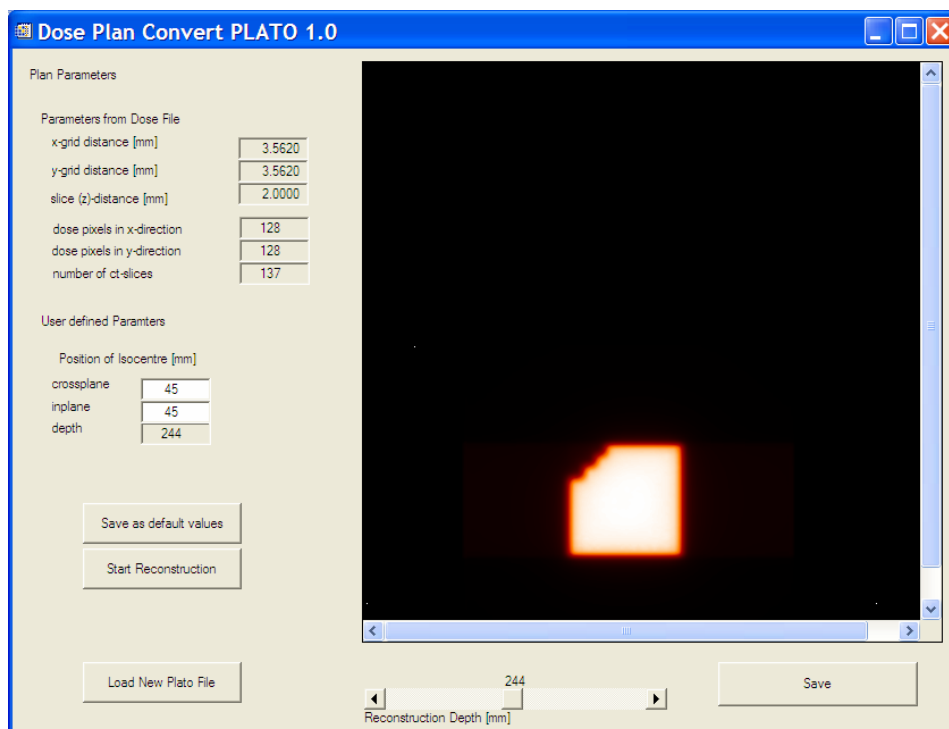 Dose Plan Convert PLATO 1.0
Plan Parameters
Parameters from Dose File
x-grid distance [mm] 3.5620
y-grid distance [mm] 3.5620
slice (z)-distance [mm] 2.0000
dose pixels in x-direction 128
dose pixels in y-direction 128
number of ct-slices 137
User defined Paramters
Position of Isocentre [mm]
crossplane 45
inplane 45
depth 244
Save as default values
Start Reconstruction
Load New Plato File
244
Reconstruction Depth [mm]
Save